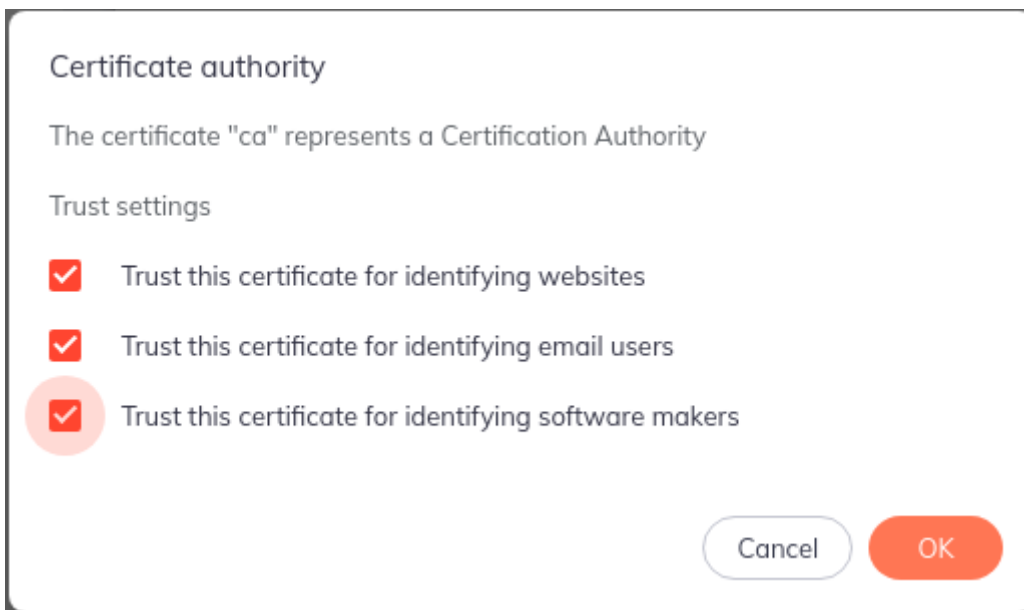 Certificate authority
The certificate "ca" represents a Certification Authority
Trust settings
Trust this certificate for identifying websites
Trust this certificate for identifying email users
Trust this certificate for identifying software makers
Cancel OK